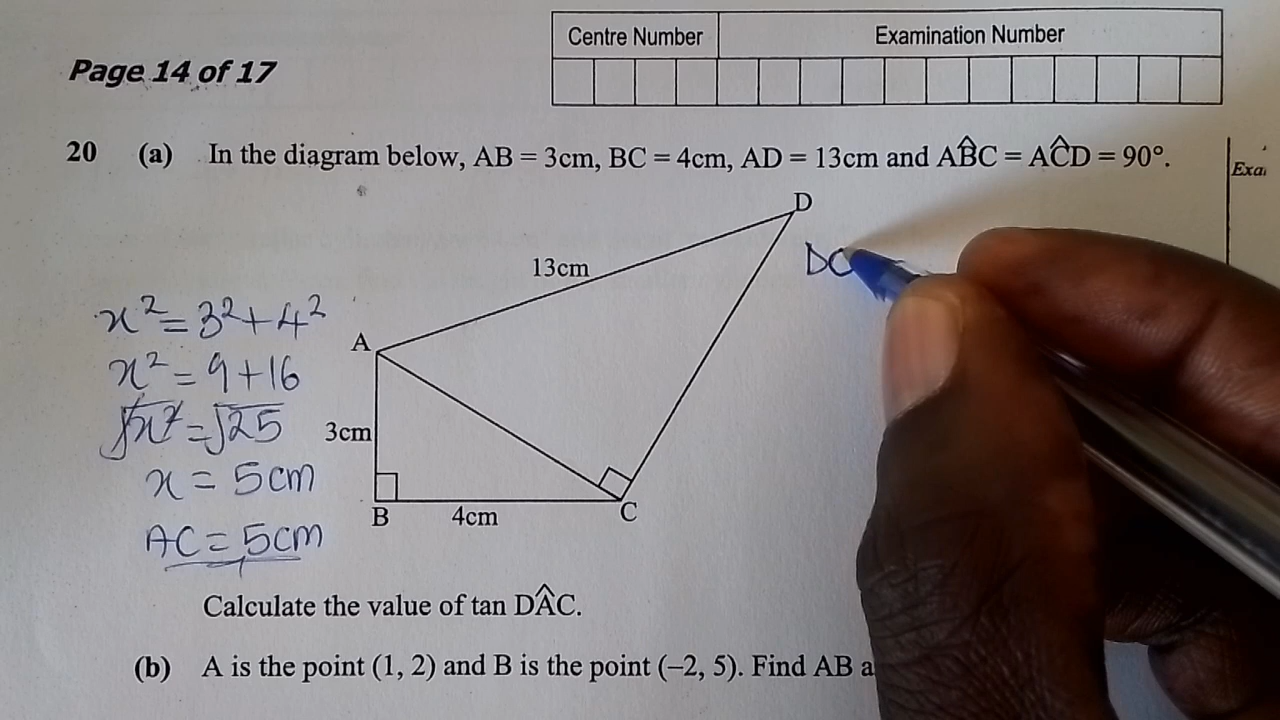 Centre Number Examination Number
Page 14 of 17
20 (a) In the diagram below, AB = 3cm, BC = 4cm, AD = 13cm and AB̂C = AĈD = 90°.
D
13cm
DC
x² = 3² + 4²
A
x² = 9 + 16
√x² = √25
3cm
x = 5cm
B 4cm C
AC = 5cm
Calculate the value of tan DÂC.
(b) A is the point (1, 2) and B is the point (–2, 5). Find AB